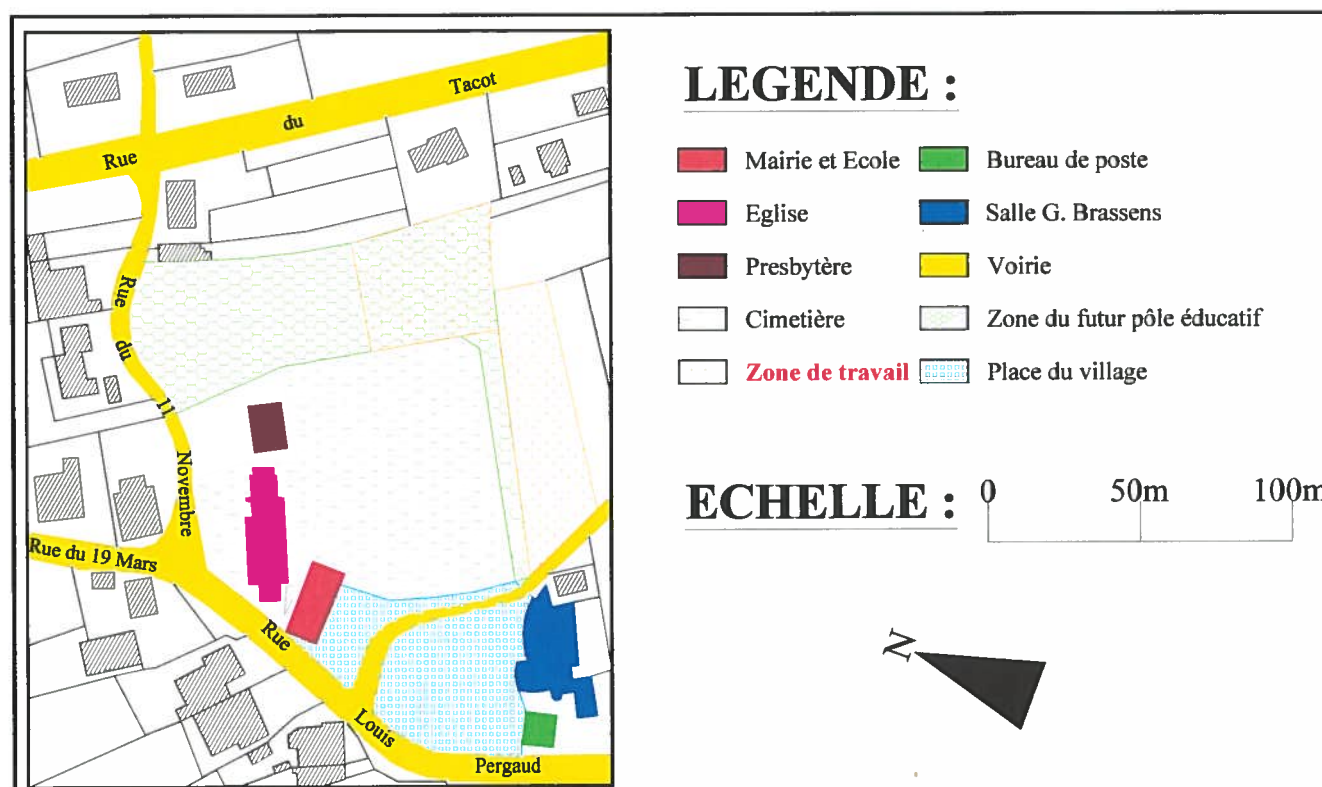 Rue du Tacot
Rue du 11 Novembre
Rue du 19 Mars
Rue Louis Pergaud
LEGENDE :
Mairie et Ecole
Bureau de poste
Eglise
Salle G. Brassens
Presbytère
Voirie
Cimetière
Zone du futur pôle éducatif
Zone de travail
Place du village
ECHELLE :
0 50m 100m
N